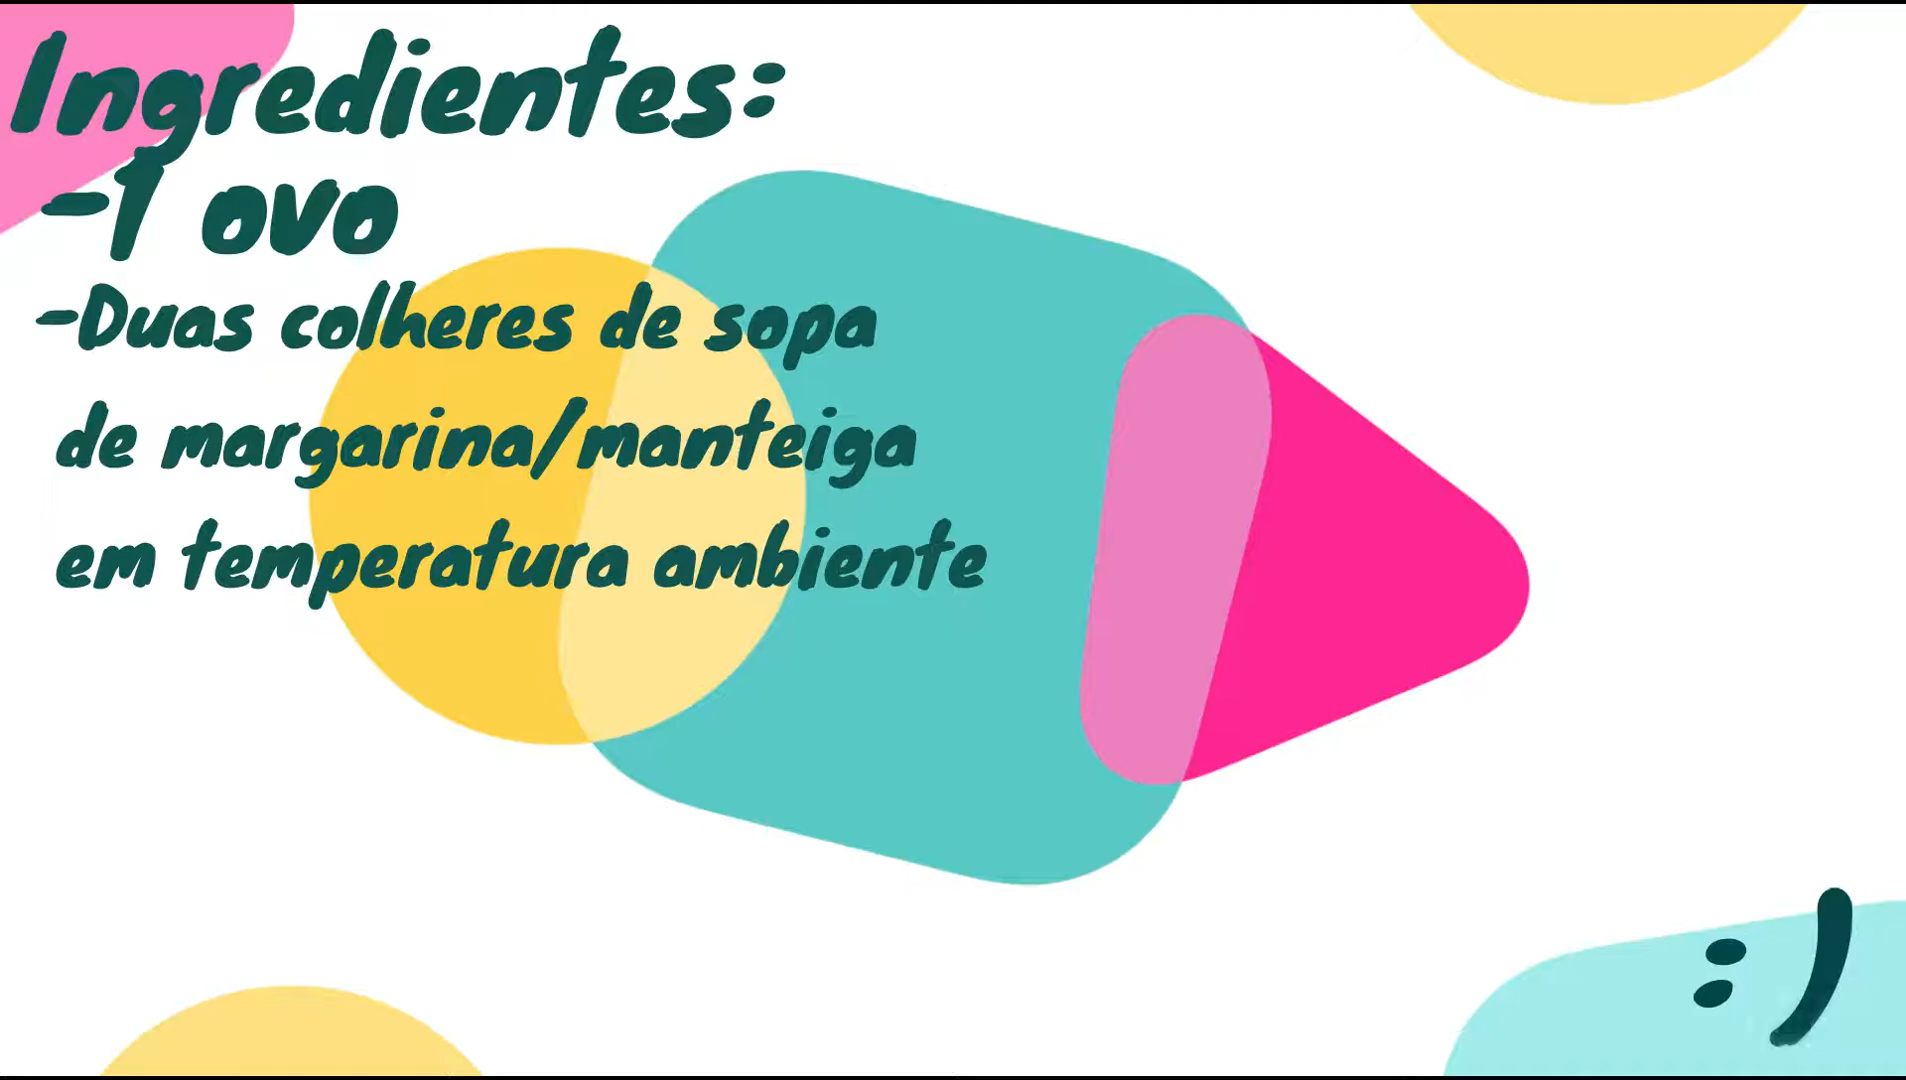 Ingredientes:
-1 ovo
-Duas colheres de sopa
de margarina/manteiga
em temperatura ambiente
:)